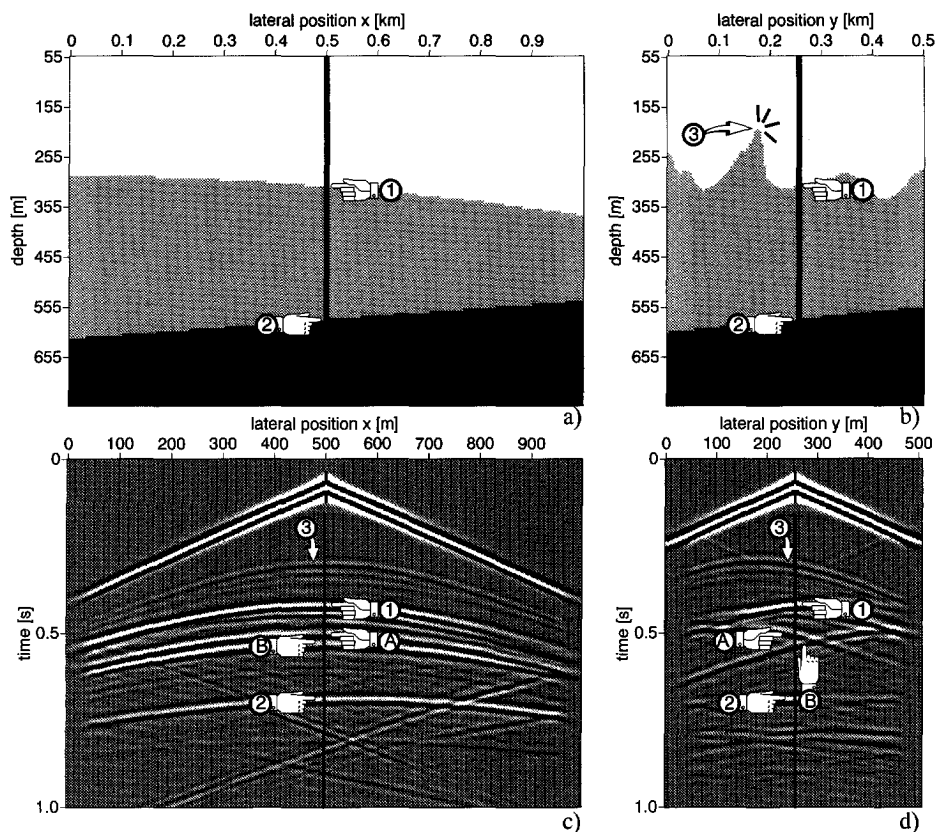 lateral position x [km]
0 0.1 0.2 0.3 0.4 0.5 0.6 0.7 0.8 0.9
depth [m]
55
155
255
355
455
555
655
1
2
a)
lateral position y [km]
0 0.1 0.2 0.3 0.4 0.5
depth [m]
55
155
255
355
455
555
655
3
1
2
b)
lateral position x [m]
0 100 200 300 400 500 600 700 800 900
time [s]
0
0.5
1.0
3
1
B
A
2
c)
lateral position y [m]
0 100 200 300 400 500
time [s]
0
0.5
1.0
3
1
A
2
B
d)